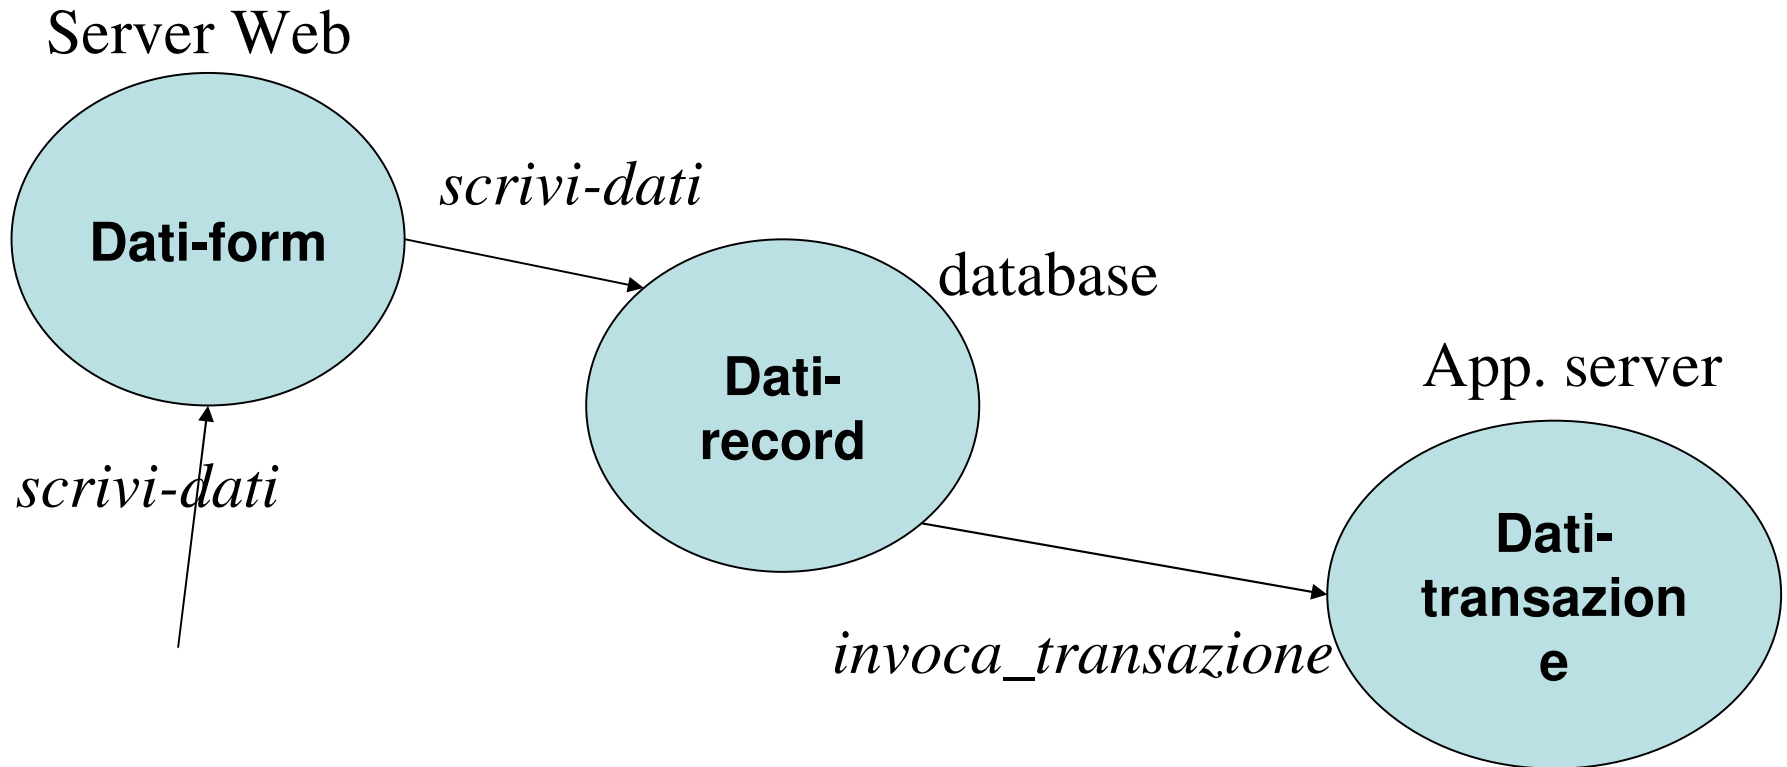 Server Web
Dati-form
scrivi-dati
scrivi-dati
database
Dati-
record
App. server
Dati-
transazion
e
invoca_transazione